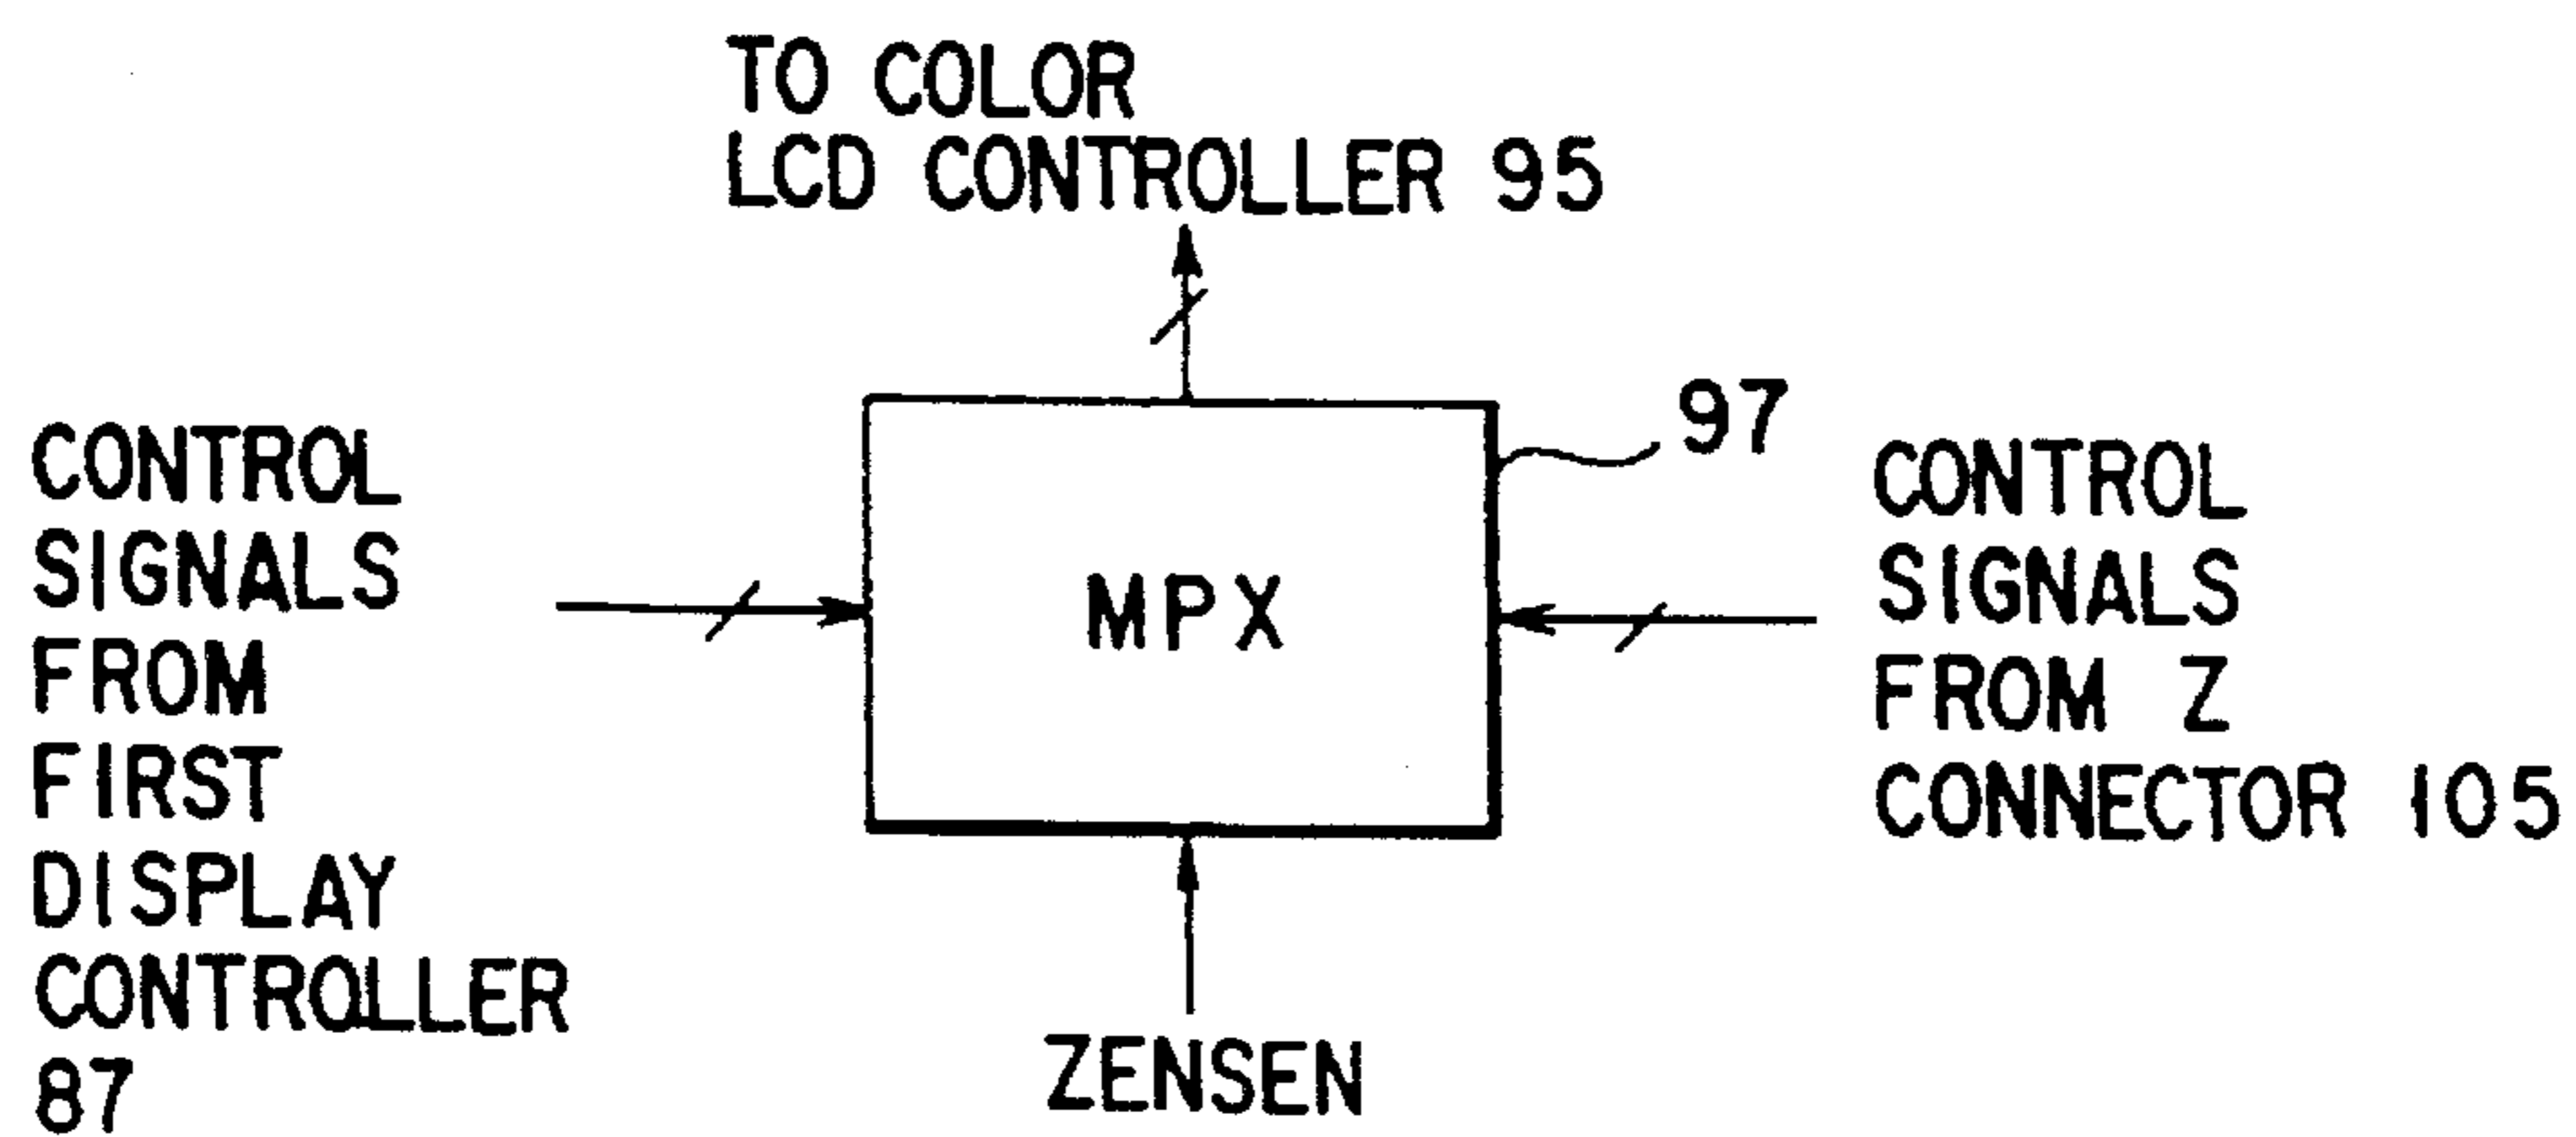 TO COLOR
LCD CONTROLLER 95
97
CONTROL
SIGNALS
FROM
FIRST
DISPLAY
CONTROLLER
87
MPX
CONTROL
SIGNALS
FROM Z
CONNECTOR 105
ZENSEN